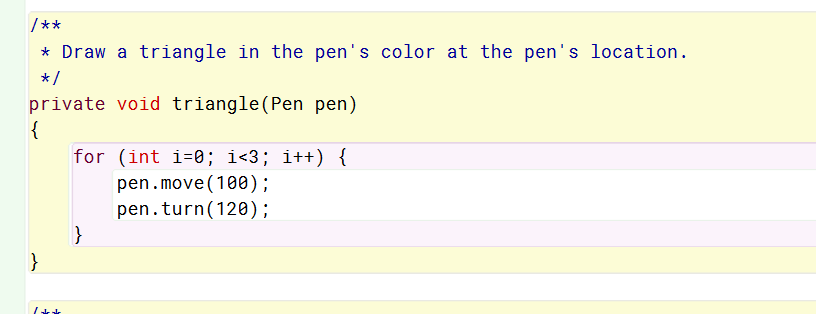 /**
 * Draw a triangle in the pen's color at the pen's location.
 */
private void triangle(Pen pen)
{
    for (int i=0; i<3; i++) {
        pen.move(100);
        pen.turn(120);
    }
}
/**